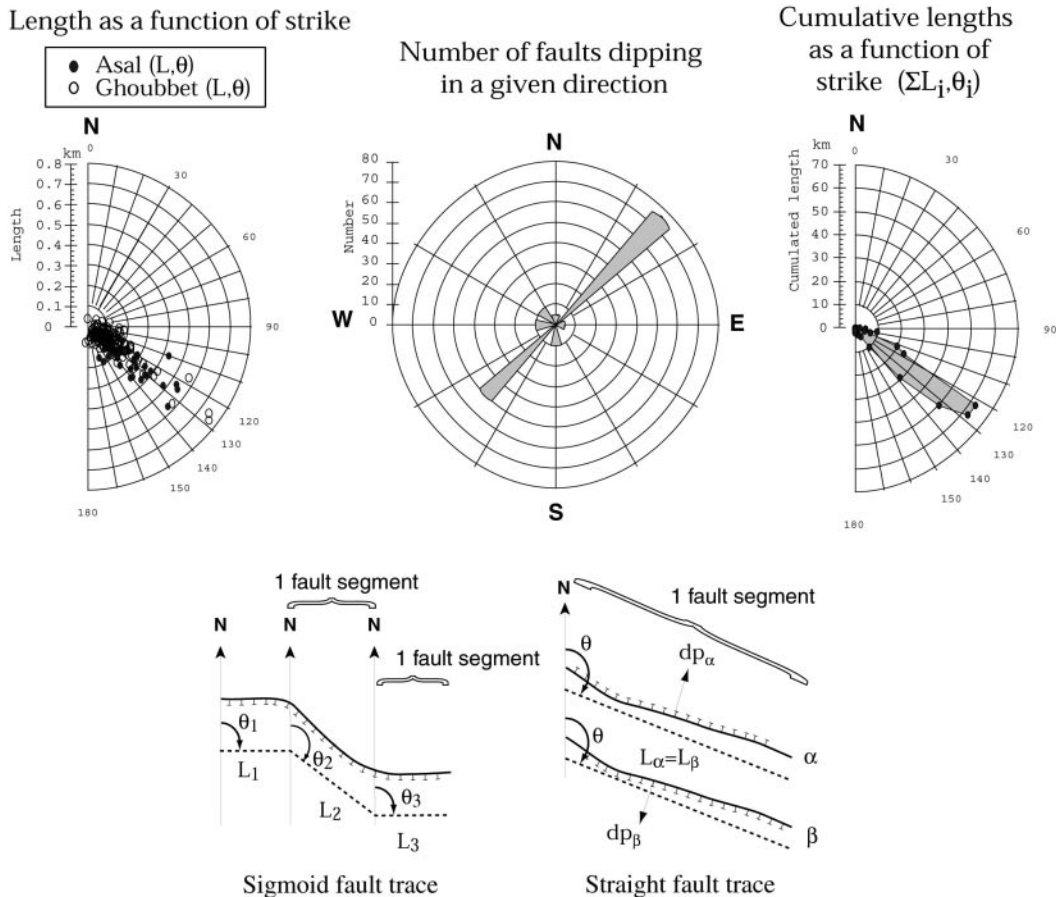 Length as a function of strike
● Asal (L,θ)
○ Ghoubbet (L,θ)
N
km
0
0.8
0.7
0.6
0.5
0.4
0.3
0.2
0.1
0
Length
30
60
90
120
130
140
150
180
Number of faults dipping
in a given direction
N
80
70
60
50
40
30
20
10
0
Number
W
E
S
Cumulative lengths
as a function of
strike (ΣLi,θi)
N
km
0
70
60
50
40
30
20
10
0
Cumulated length
30
60
90
120
130
140
150
180
1 fault segment
N
N
N
1 fault segment
θ1
θ2
θ3
L1
L2
L3
Sigmoid fault trace
N
1 fault segment
θ
dpα
θ
Lα=Lβ
α
dpβ
β
Straight fault trace